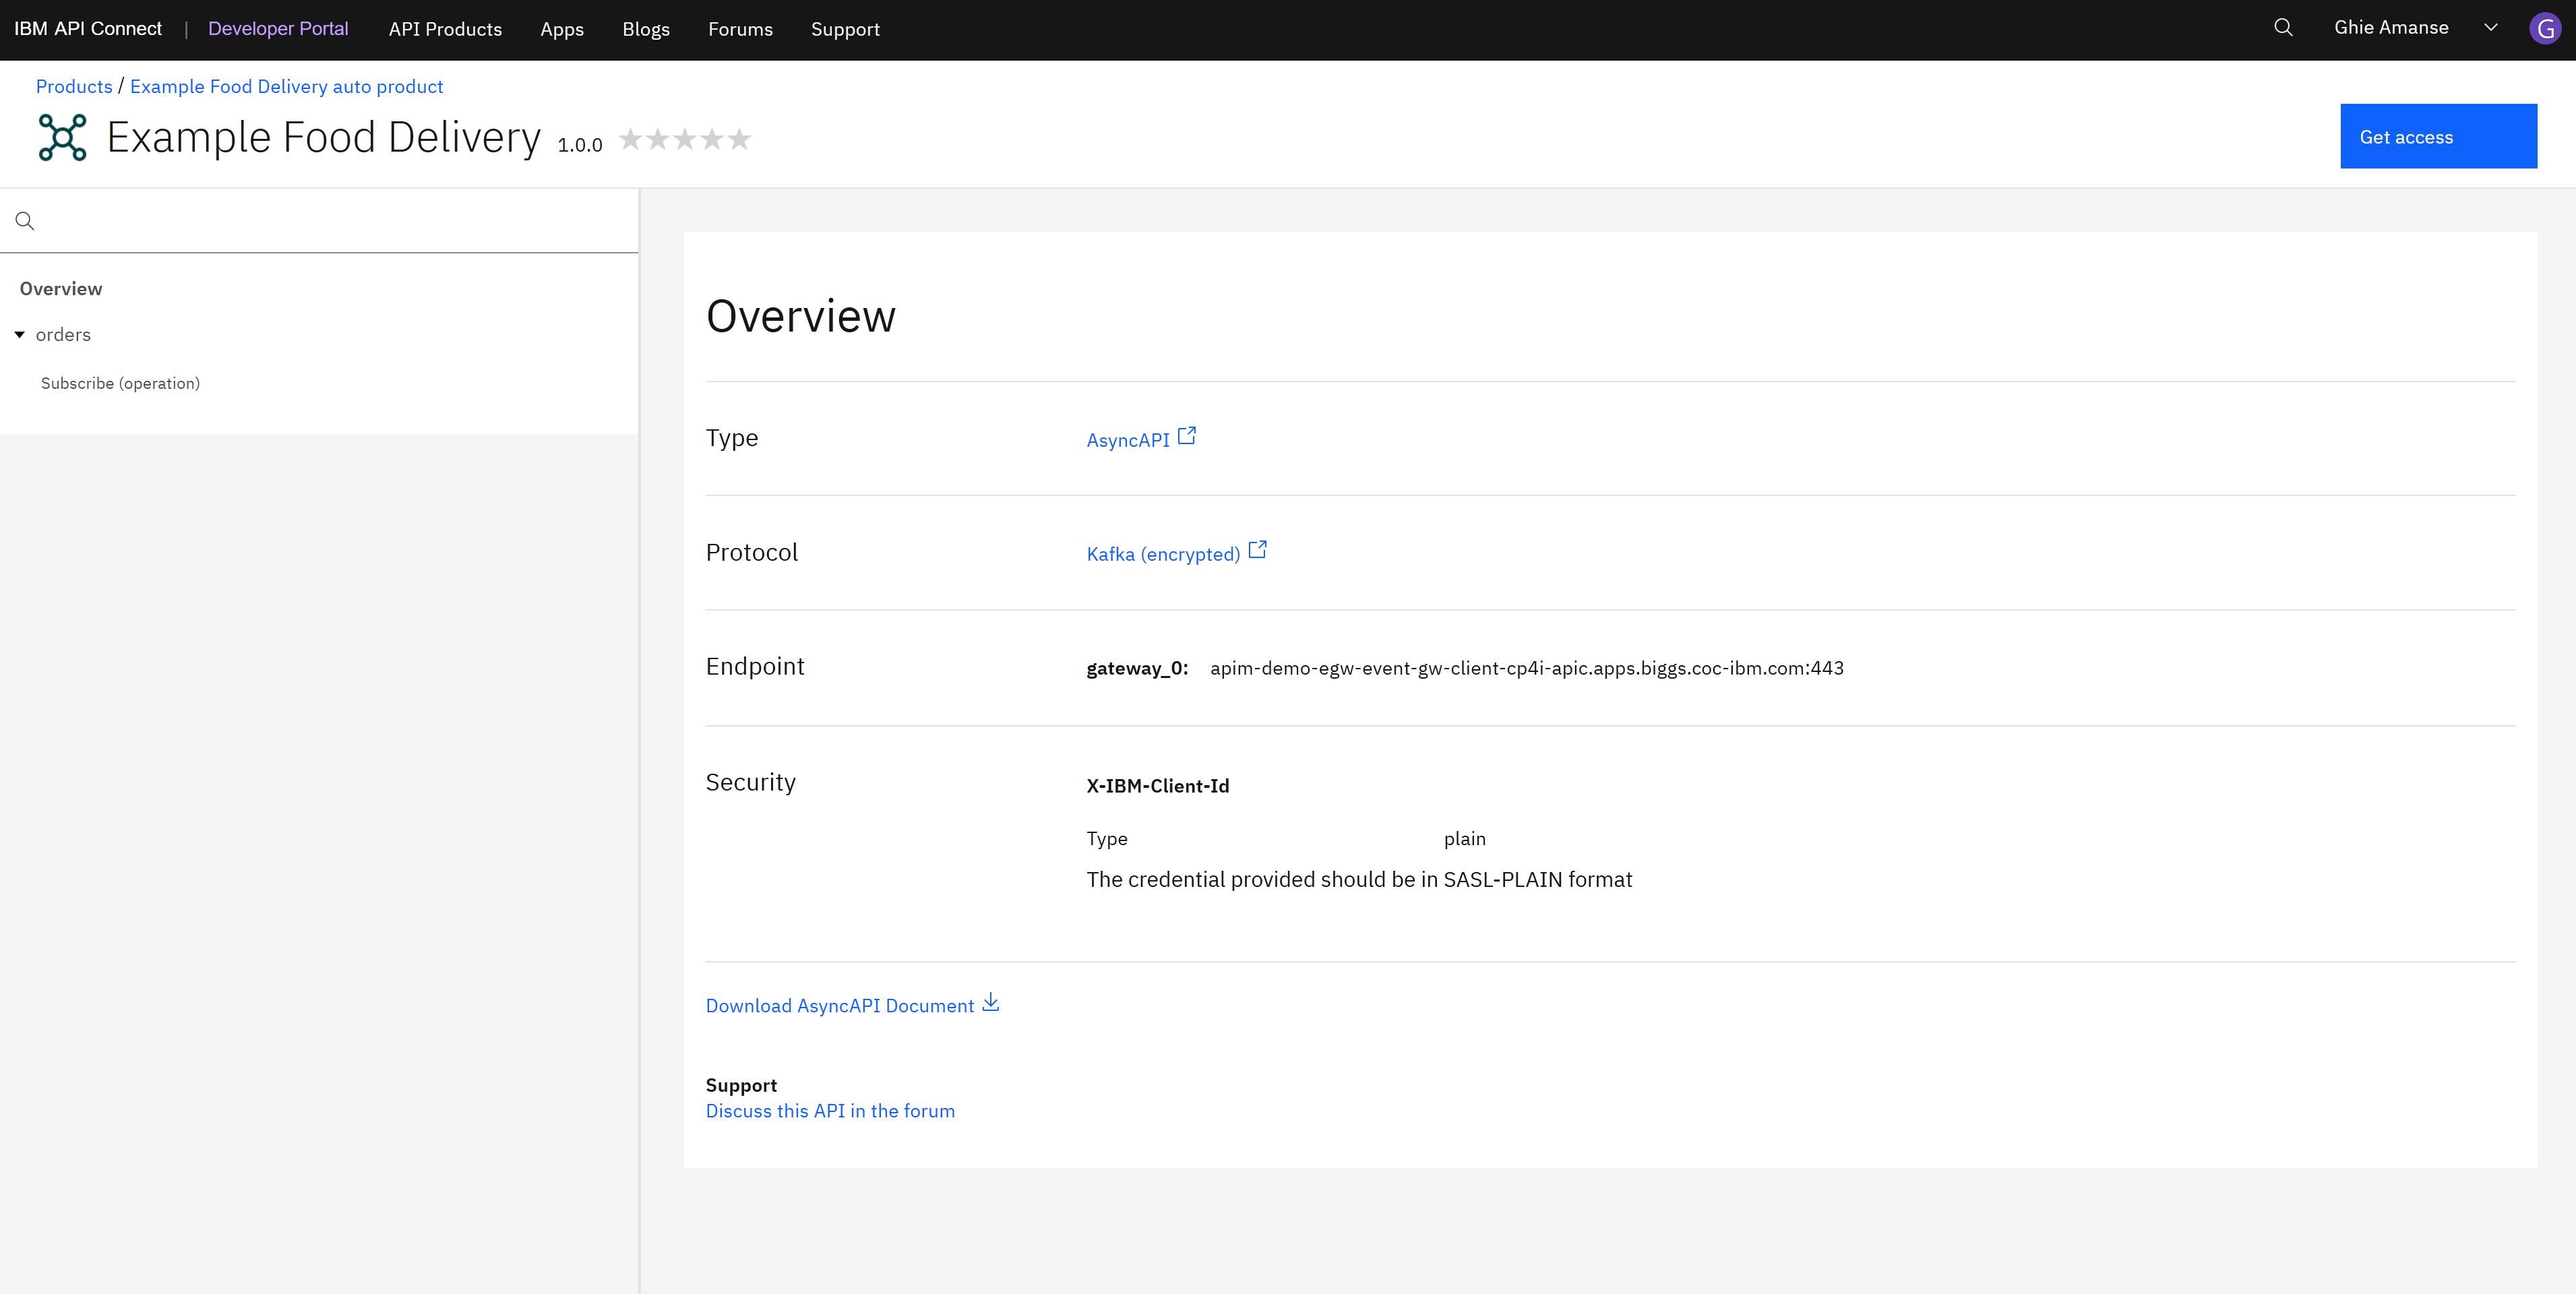 IBM API Connect | Developer Portal API Products Apps Blogs Forums Support Ghie Amanse G
Products / Example Food Delivery auto product
Example Food Delivery 1.0.0
Get access
Overview
orders
Subscribe (operation)
Overview
Type AsyncAPI
Protocol Kafka (encrypted)
Endpoint gateway_0: apim-demo-egw-event-gw-client-cp4i-apic.apps.biggs.coc-ibm.com:443
Security X-IBM-Client-Id
Type plain
The credential provided should be in SASL-PLAIN format
Download AsyncAPI Document
Support
Discuss this API in the forum